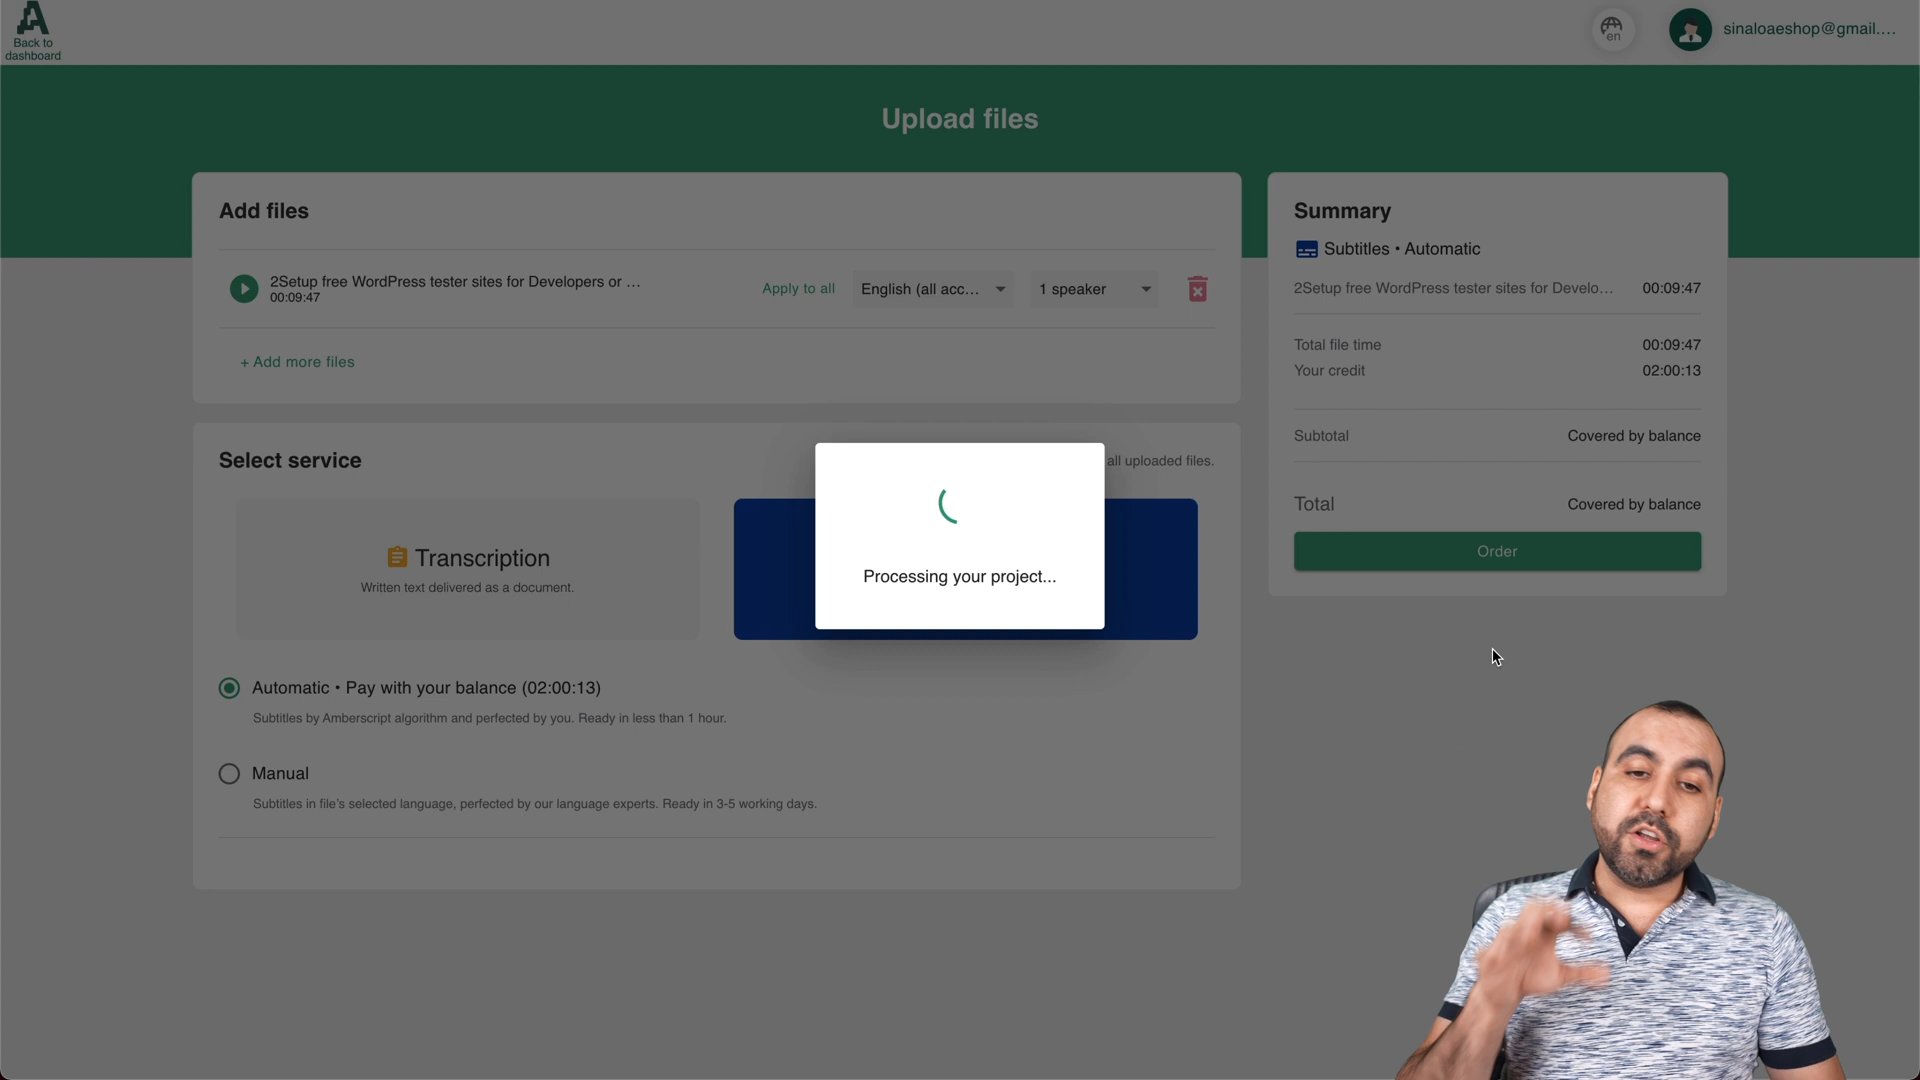 Back to
dashboard
en
sinaloaeshop@gmail....
Upload files
Add files
2Setup free WordPress tester sites for Developers or ...
00:09:47
Apply to all
English (all acc...
1 speaker
+ Add more files
Select service
all uploaded files.
Transcription
Written text delivered as a document.
Processing your project...
Automatic • Pay with your balance (02:00:13)
Subtitles by Amberscript algorithm and perfected by you. Ready in less than 1 hour.
Manual
Subtitles in file's selected language, perfected by our language experts. Ready in 3-5 working days.
Summary
Subtitles • Automatic
2Setup free WordPress tester sites for Develo... 00:09:47
Total file time 00:09:47
Your credit 02:00:13
Subtotal Covered by balance
Total Covered by balance
Order